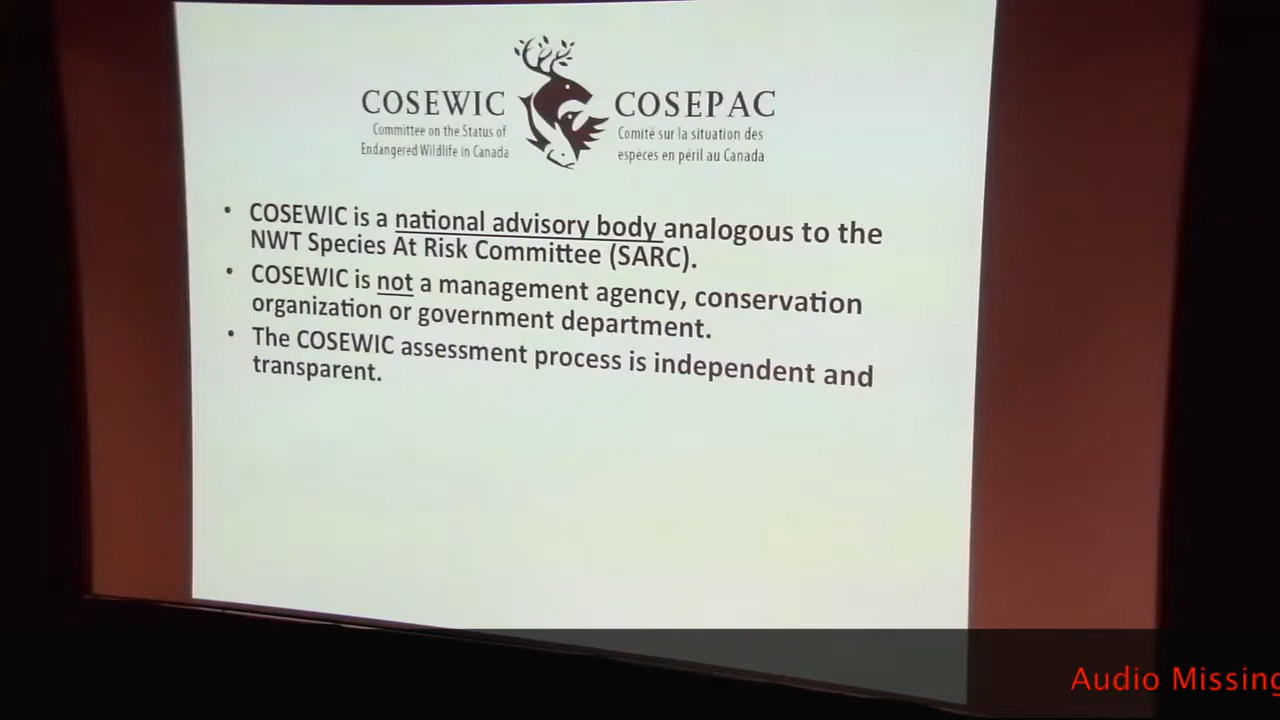 COSEWIC
Committee on the Status of
Endangered Wildlife in Canada
COSEPAC
Comité sur la situation des
espèces en péril au Canada
• COSEWIC is a national advisory body analogous to the
NWT Species At Risk Committee (SARC).
• COSEWIC is not a management agency, conservation
organization or government department.
• The COSEWIC assessment process is independent and
transparent.
Audio Missing